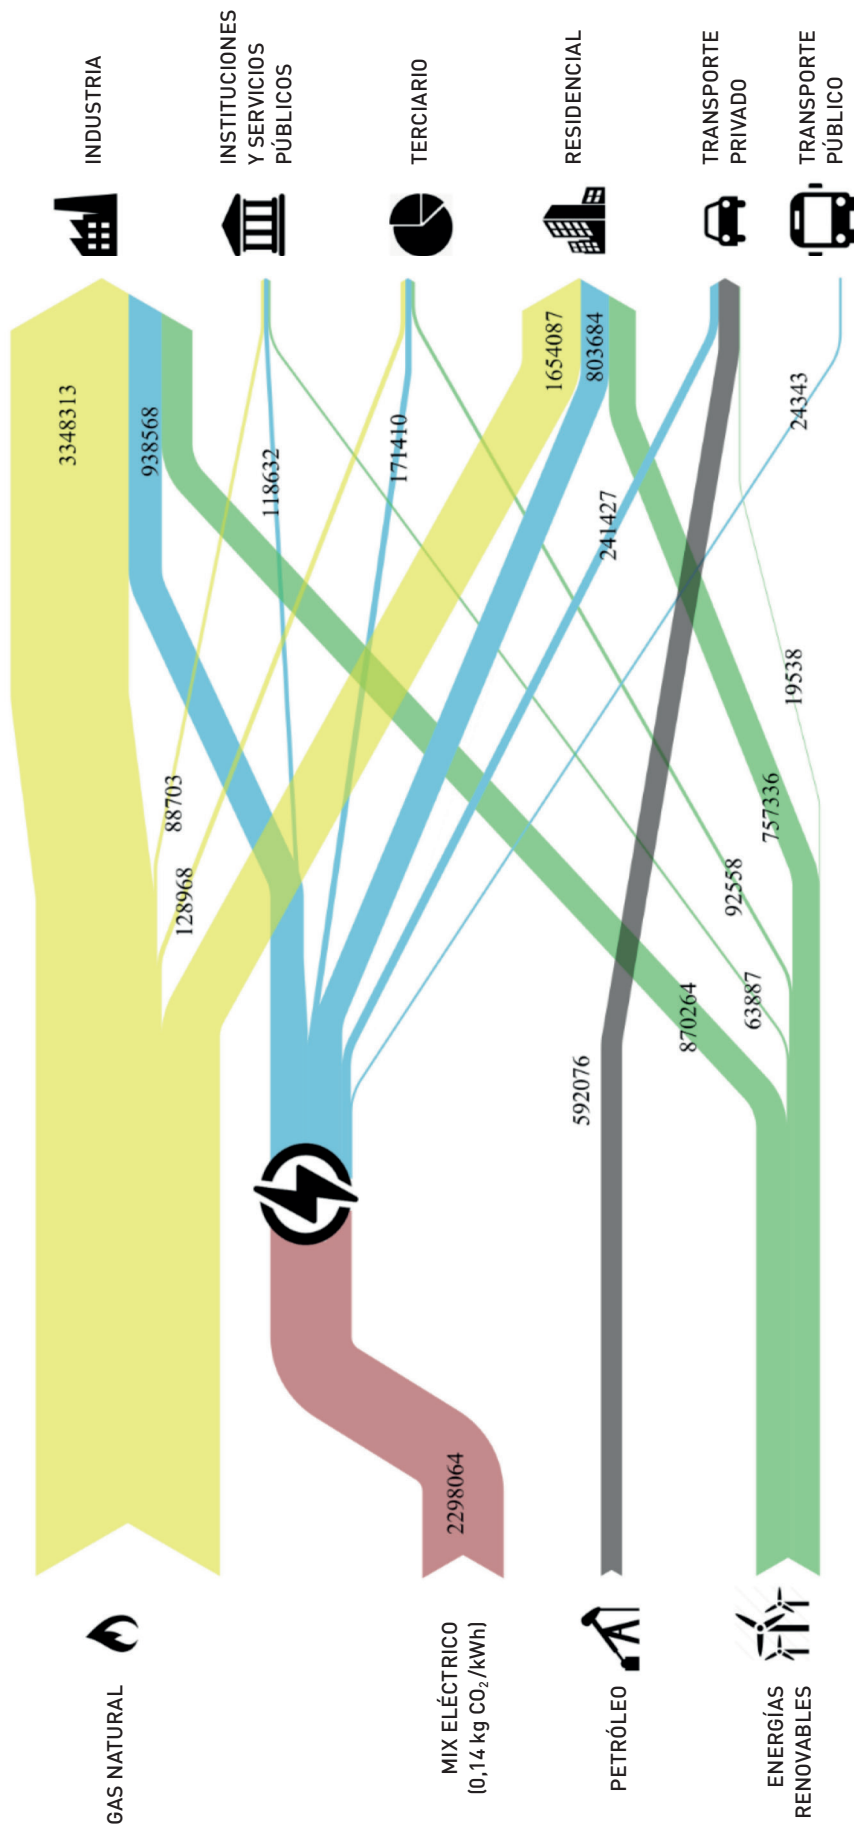 INDUSTRIA
INSTITUCIONES
Y SERVICIOS
PÚBLICOS
TERCIARIO
RESIDENCIAL
TRANSPORTE
PRIVADO
TRANSPORTE
PÚBLICO
3348313
938568
118632
171410
1654087
803684
241427
24343
88703
128968
19538
757336
92558
63887
870264
592076
2298064
GAS NATURAL
MIX ELÉCTRICO
(0,14 kg CO₂/kWh)
PETRÓLEO
ENERGÍAS
RENOVABLES